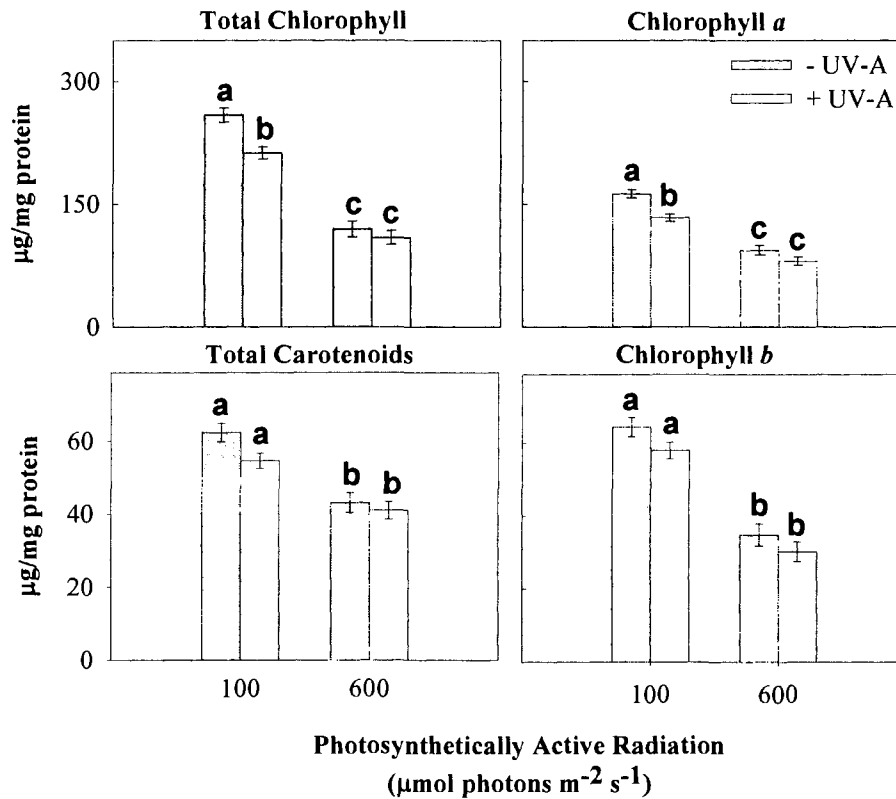 Total Chlorophyll
Chlorophyll a
- UV-A
+ UV-A
µg/mg protein
300
150
0
a
b
c
c
a
b
c
c
Total Carotenoids
Chlorophyll b
µg/mg protein
60
40
20
0
a
a
b
b
a
a
b
b
100
600
100
600
Photosynthetically Active Radiation
(µmol photons m⁻² s⁻¹)